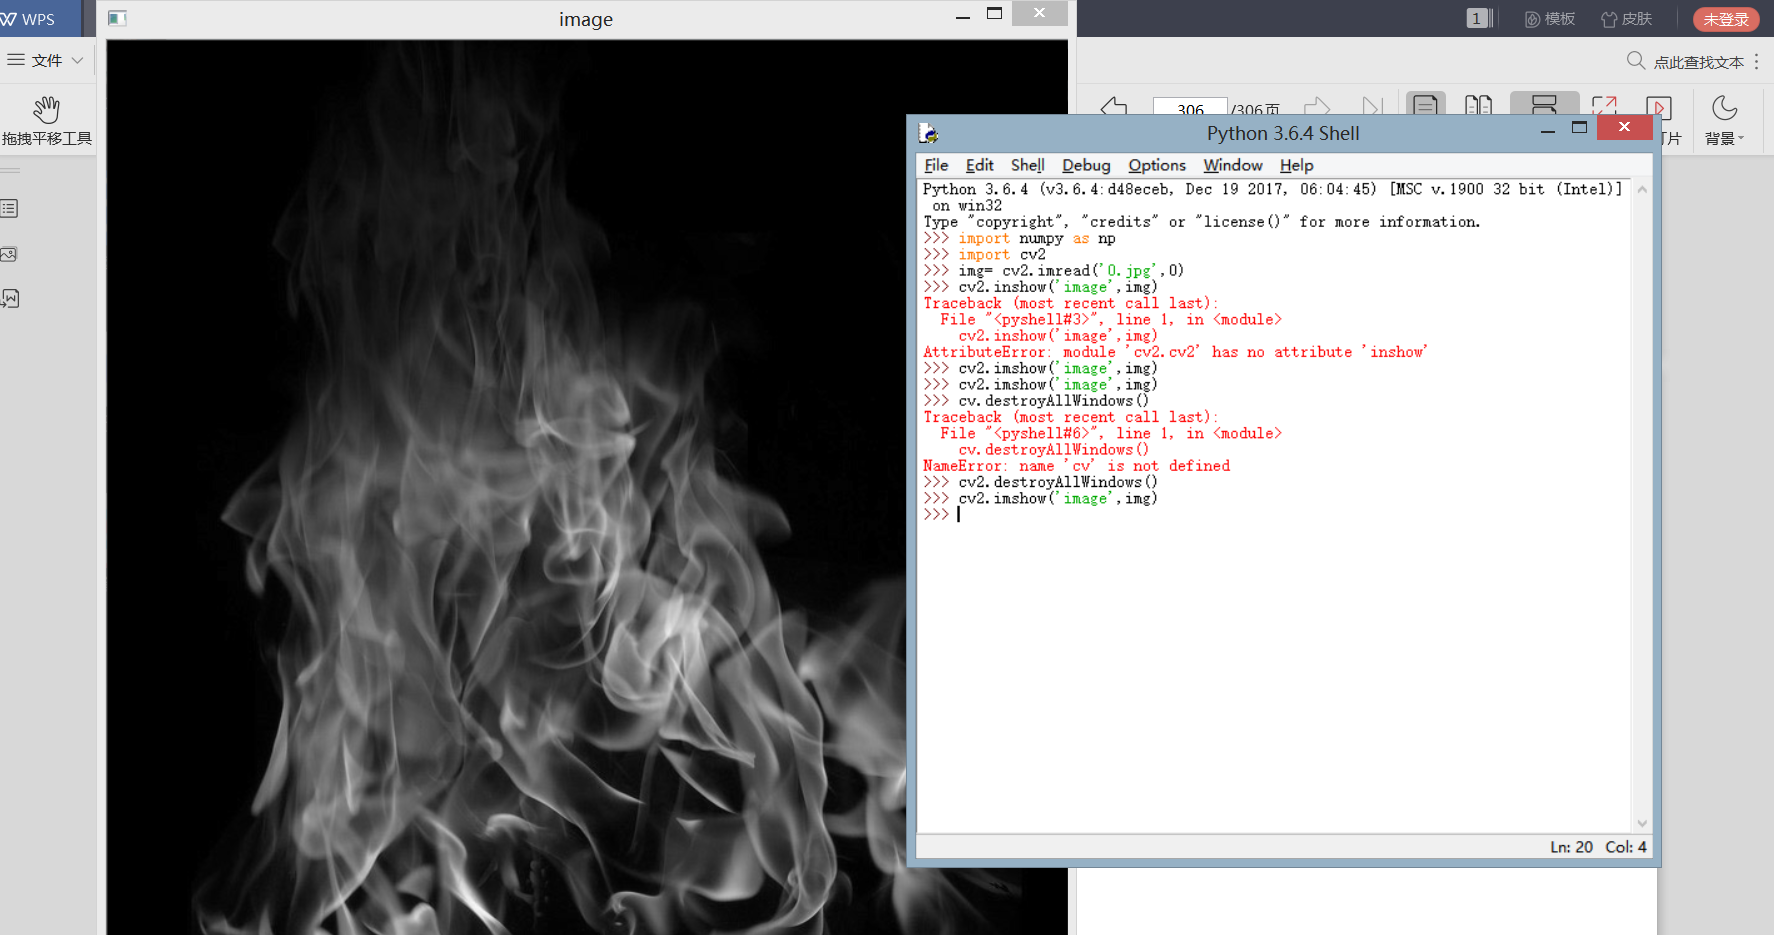 WPS
image
1
模板
皮肤
未登录
文件
点此查找文本
拖拽平移工具
306
/306页
片
背景
Python 3.6.4 Shell
File Edit Shell Debug Options Window Help
Python 3.6.4 (v3.6.4:d48eceb, Dec 19 2017, 06:04:45) [MSC v.1900 32 bit (Intel)]
on win32
Type "copyright", "credits" or "license()" for more information.
>>> import numpy as np
>>> import cv2
>>> img= cv2.imread('0.jpg',0)
>>> cv2.inshow('image',img)
Traceback (most recent call last):
File "<pyshell#3>", line 1, in <module>
cv2.inshow('image',img)
AttributeError: module 'cv2.cv2' has no attribute 'inshow'
>>> cv2.imshow('image',img)
>>> cv2.imshow('image',img)
>>> cv.destroyAllWindows()
Traceback (most recent call last):
File "<pyshell#6>", line 1, in <module>
cv.destroyAllWindows()
NameError: name 'cv' is not defined
>>> cv2.destroyAllWindows()
>>> cv2.imshow('image',img)
>>>
Ln: 20 Col: 4